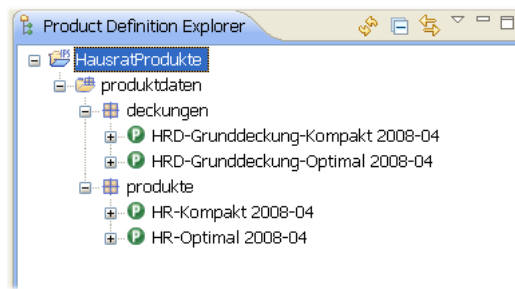 Product Definition Explorer
HausratProdukte
produktdaten
deckungen
HRD-Grunddeckung-Kompakt 2008-04
HRD-Grunddeckung-Optimal 2008-04
produkte
HR-Kompakt 2008-04
HR-Optimal 2008-04